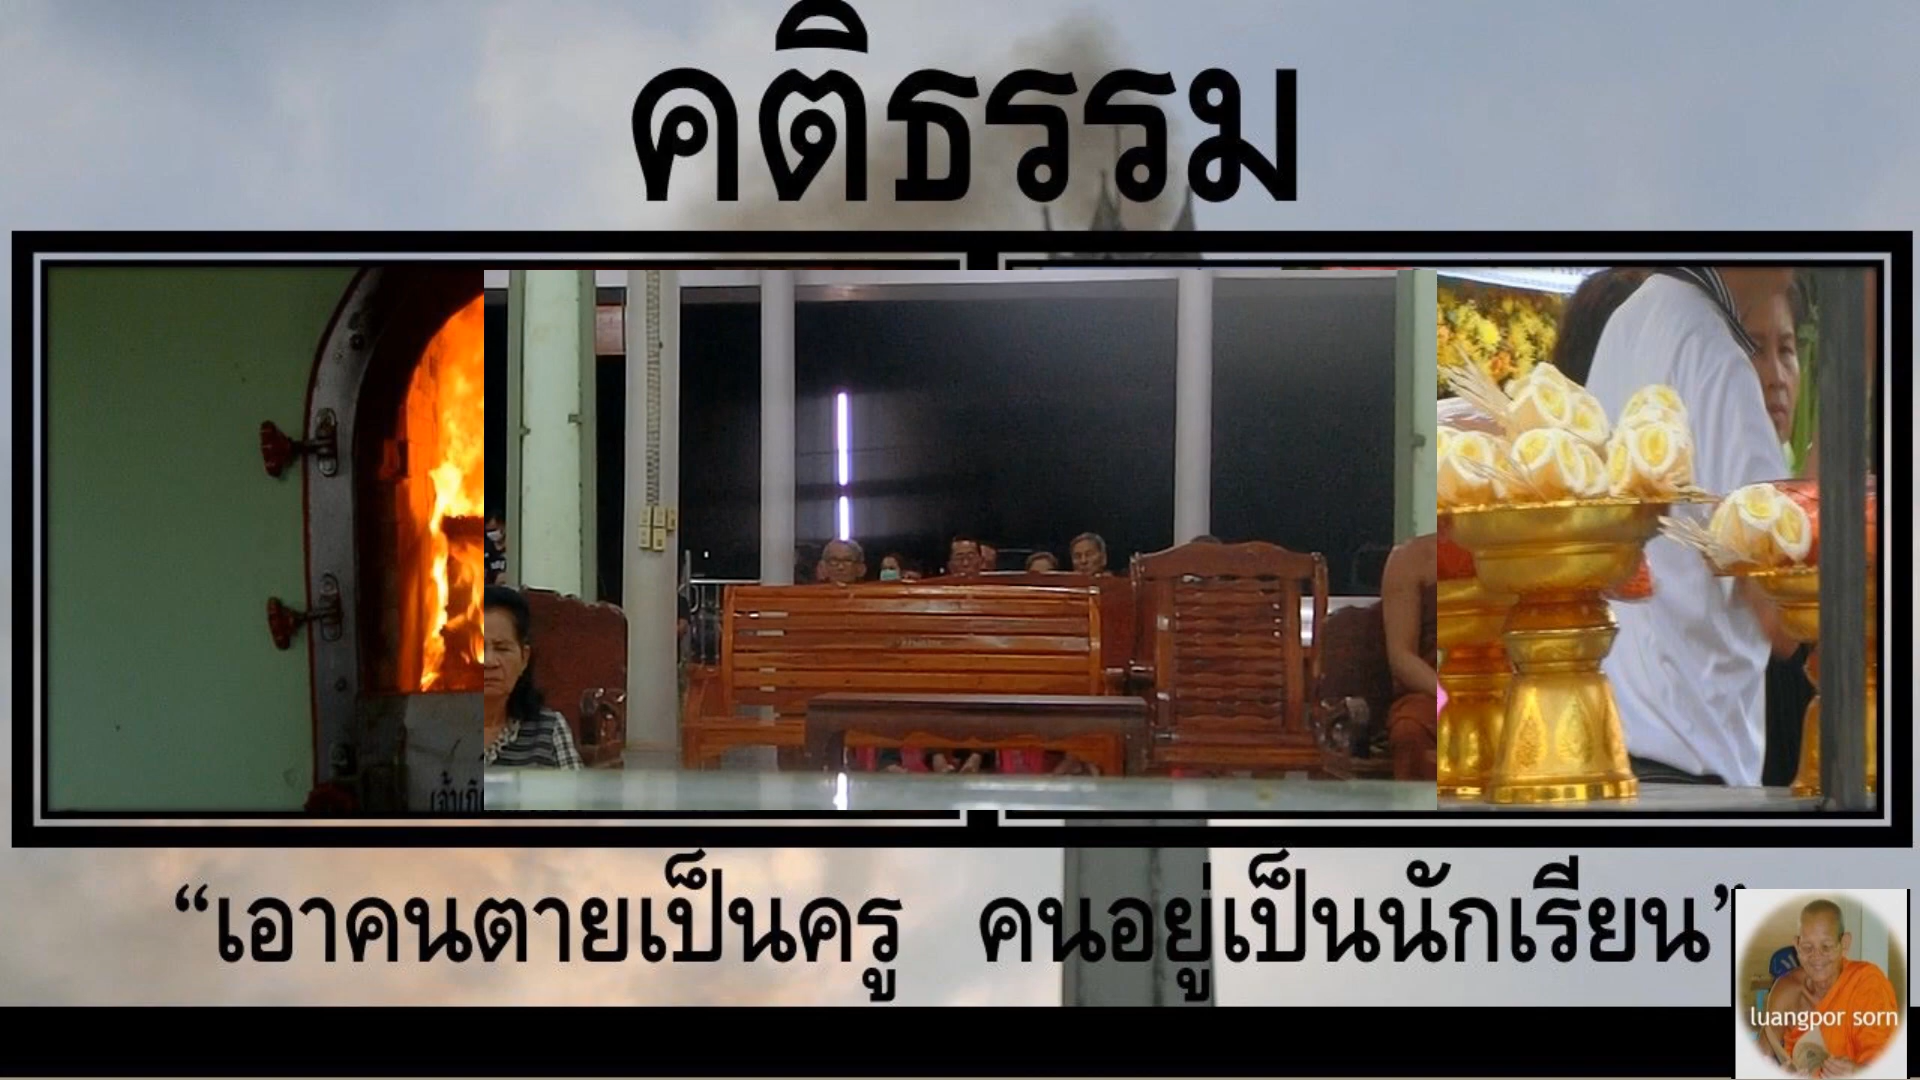 คติธรรม
“เอาคนตายเป็นครู คนอยู่เป็นนักเรียน”
luangpor sorn